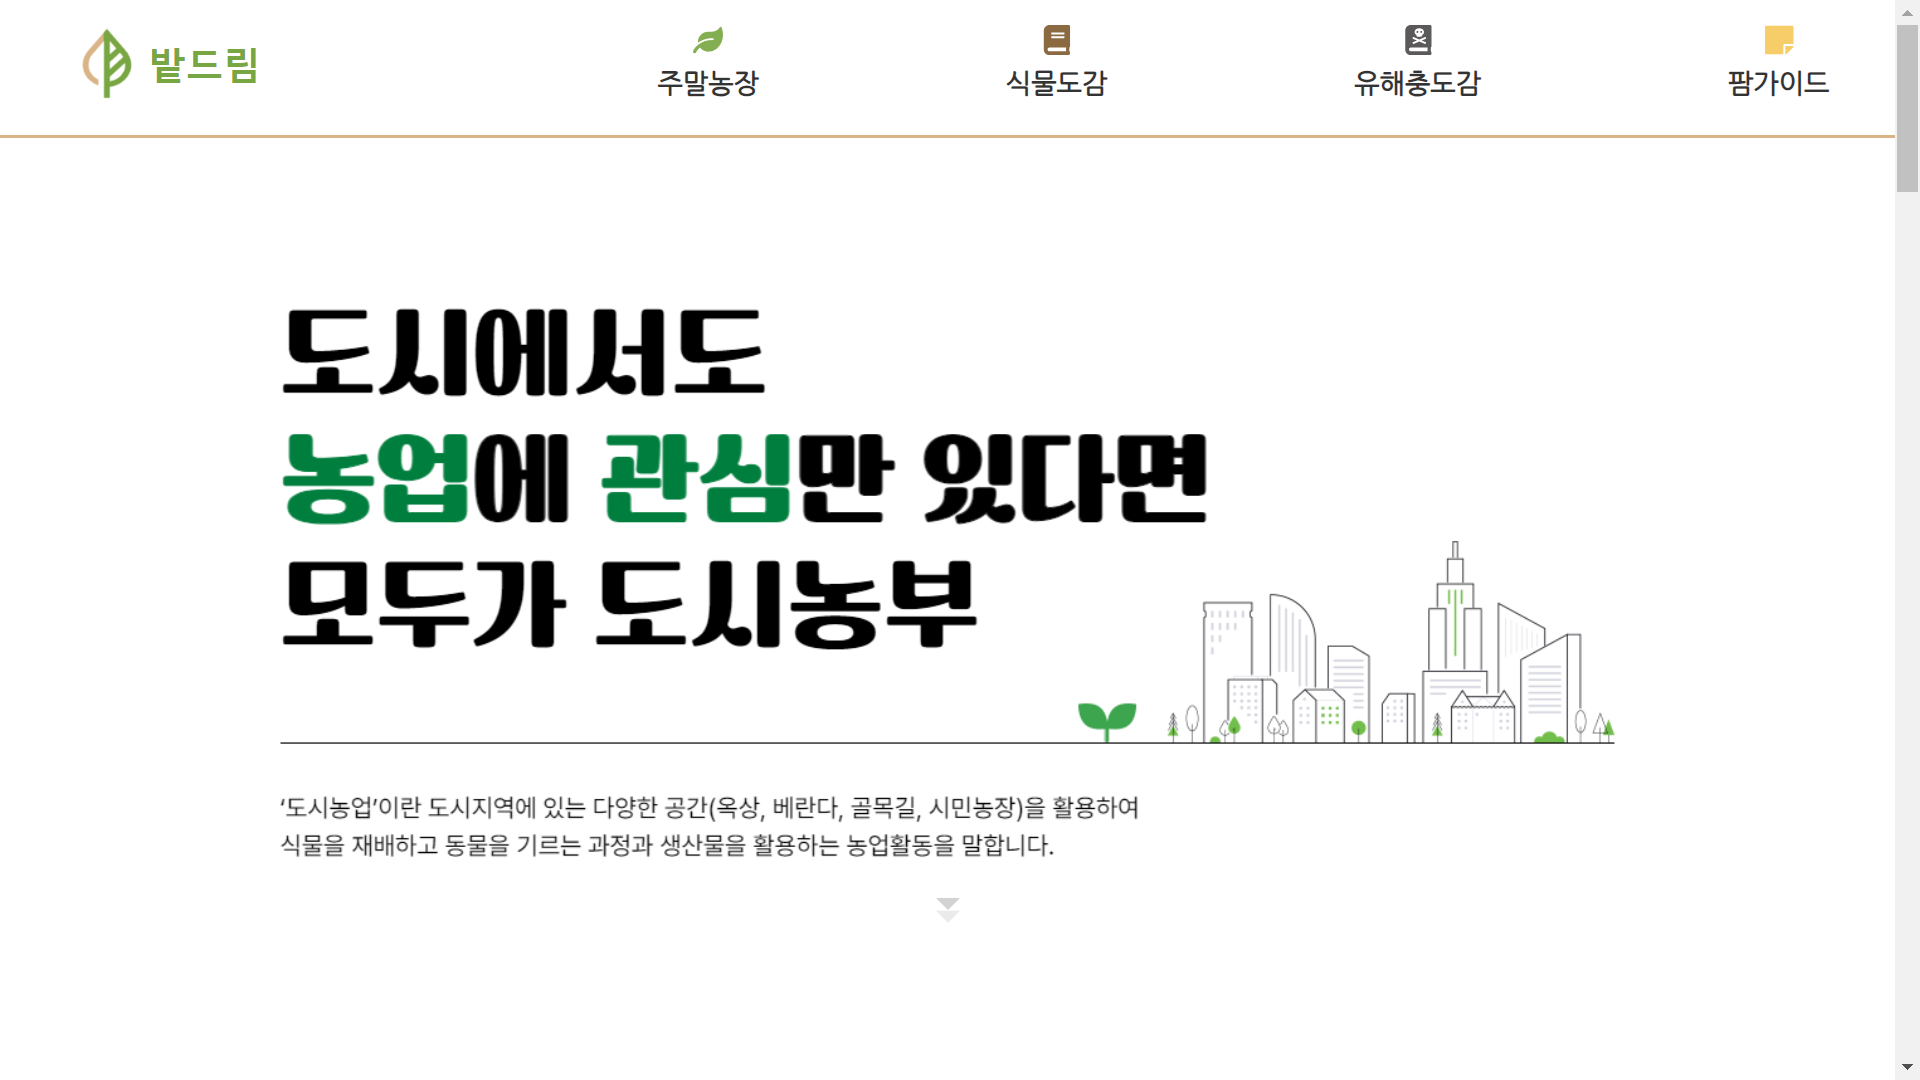 밭드림
주말농장
식물도감
유해충도감
팜가이드
도시에서도
농업에 관심만 있다면
모두가 도시농부
‘도시농업’이란 도시지역에 있는 다양한 공간(옥상, 베란다, 골목길, 시민농장)을 활용하여
식물을 재배하고 동물을 기르는 과정과 생산물을 활용하는 농업활동을 말합니다.